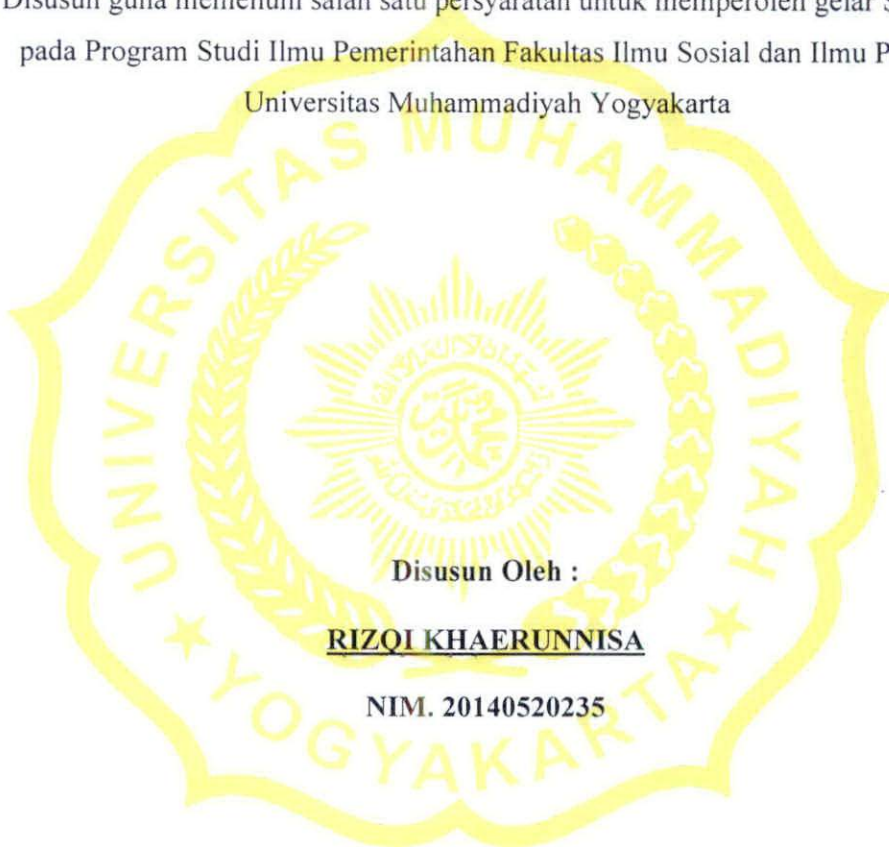 Disusun guna memenuhi salah satu persyaratan untuk memperoleh gelar
pada Program Studi Ilmu Pemerintahan Fakultas Ilmu Sosial dan Ilmu P
Universitas Muhammadiyah Yogyakarta
UNIVERSITAS MUHAMMADIYAH
YOGYAKARTA
Disusun Oleh :
RIZQI KHAERUNNISA
NIM. 20140520235